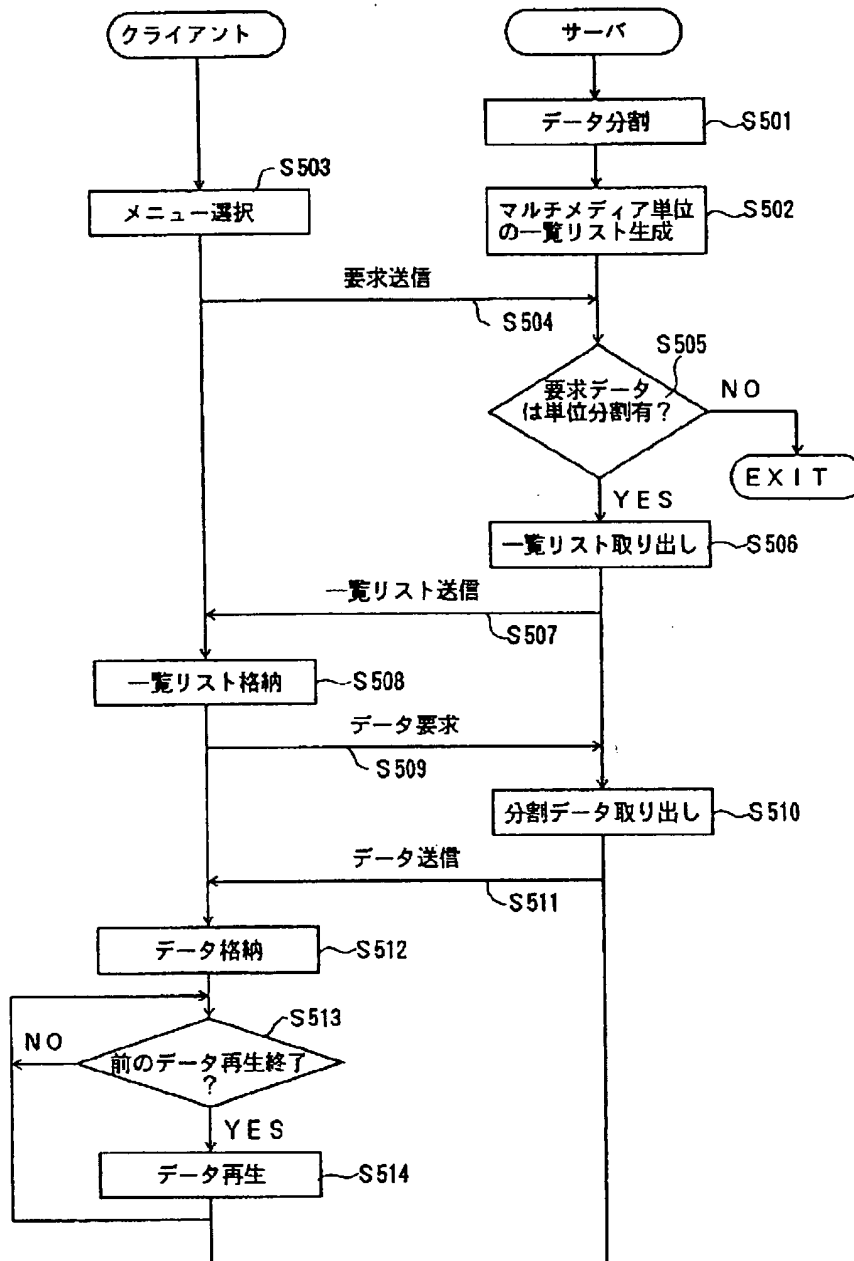 クライアント
サーバ
データ分割
S501
S503
メニュー選択
マルチメディア単位
の一覧リスト生成
S502
要求送信
S504
S505
要求データ
は単位分割有?
NO
EXIT
YES
一覧リスト取り出し
S506
一覧リスト送信
S507
一覧リスト格納
S508
データ要求
S509
分割データ取り出し
S510
データ送信
S511
データ格納
S512
S513
NO
前のデータ再生終了
?
YES
データ再生
S514